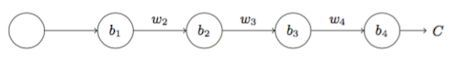 w₂ w₃ w₄
b₁ b₂ b₃ b₄ C